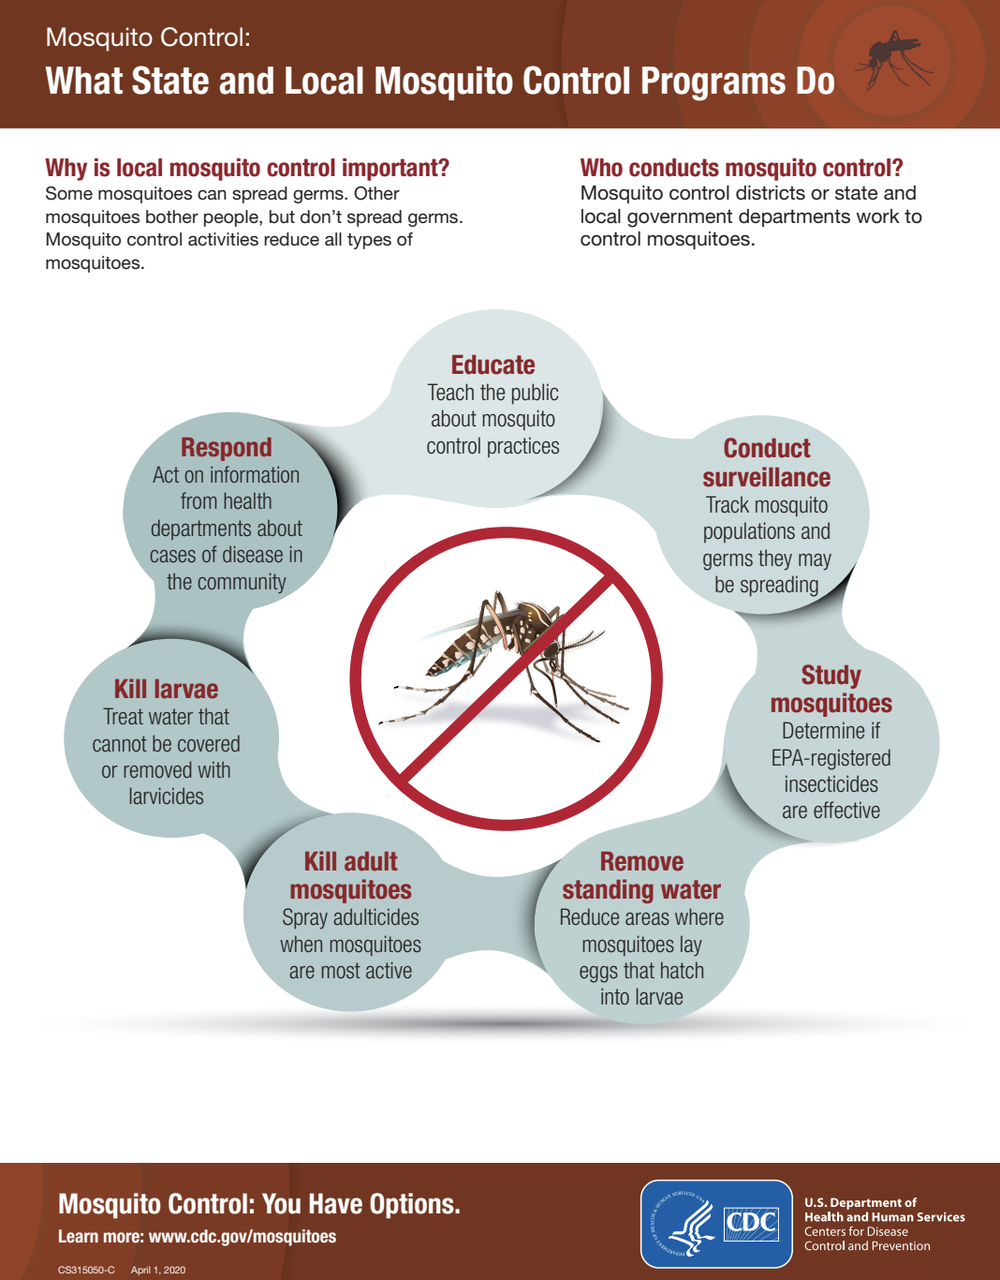 Mosquito Control:
What State and Local Mosquito Control Programs Do
Why is local mosquito control important?
Some mosquitoes can spread germs. Other
mosquitoes bother people, but don’t spread germs.
Mosquito control activities reduce all types of
mosquitoes.
Who conducts mosquito control?
Mosquito control districts or state and
local government departments work to
control mosquitoes.
Educate
Teach the public
about mosquito
control practices
Conduct
surveillance
Track mosquito
populations and
germs they may
be spreading
Study
mosquitoes
Determine if
EPA-registered
insecticides
are effective
Remove
standing water
Reduce areas where
mosquitoes lay
eggs that hatch
into larvae
Kill adult
mosquitoes
Spray adulticides
when mosquitoes
are most active
Kill larvae
Treat water that
cannot be covered
or removed with
larvicides
Respond
Act on information
from health
departments about
cases of disease in
the community
Mosquito Control: You Have Options.
Learn more: www.cdc.gov/mosquitoes
CS315050-C April 1, 2020
CDC
U.S. Department of
Health and Human Services
Centers for Disease
Control and Prevention